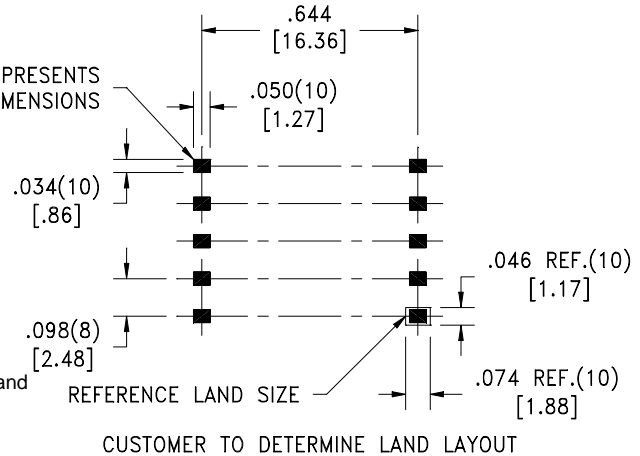 .644
[16.36]
PRESENTS
MENSIONS
.050(10)
[1.27]
.034(10)
[.86]
.046 REF.(10)
[1.17]
.098(8)
[2.48]
and
REFERENCE LAND SIZE
.074 REF.(10)
[1.88]
CUSTOMER TO DETERMINE LAND LAYOUT